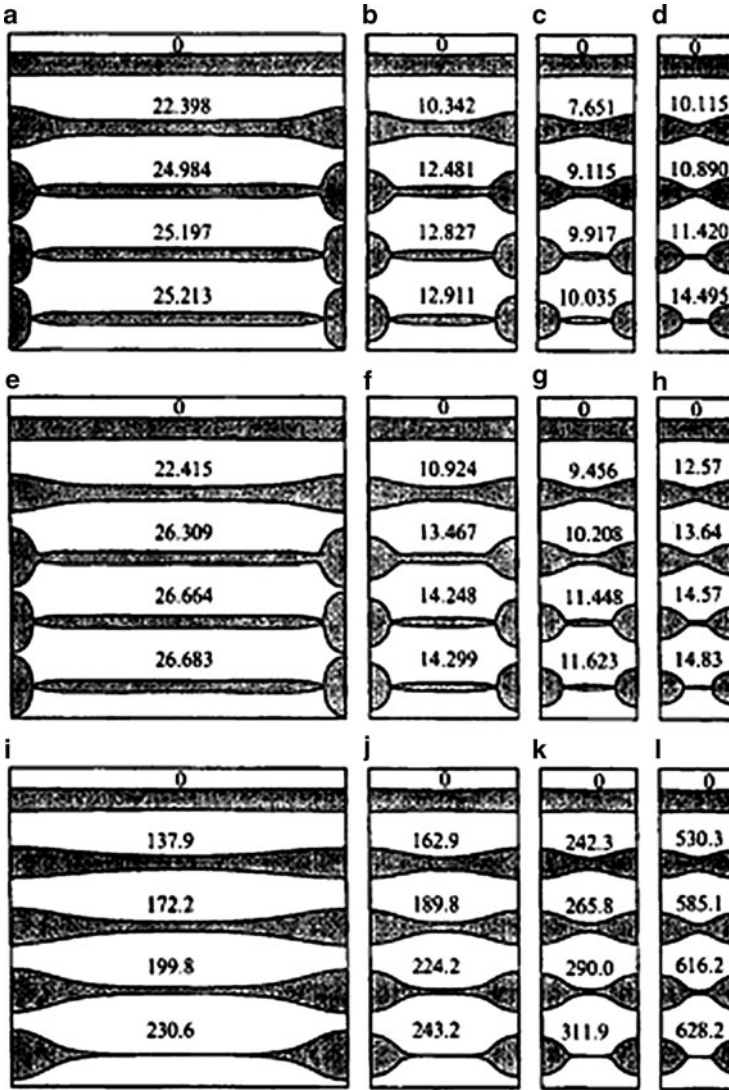 a b c d
0 0 0 0
22.398 10.342 7.651 10.115
24.984 12.481 9.115 10.890
25.197 12.827 9.917 11.420
25.213 12.911 10.035 14.495
e f g h
0 0 0 0
22.415 10.924 9.456 12.57
26.309 13.467 10.208 13.64
26.664 14.248 11.448 14.57
26.683 14.299 11.623 14.83
i j k l
0 0 0 0
137.9 162.9 242.3 530.3
172.2 189.8 265.8 585.1
199.8 224.2 290.0 616.2
230.6 243.2 311.9 628.2